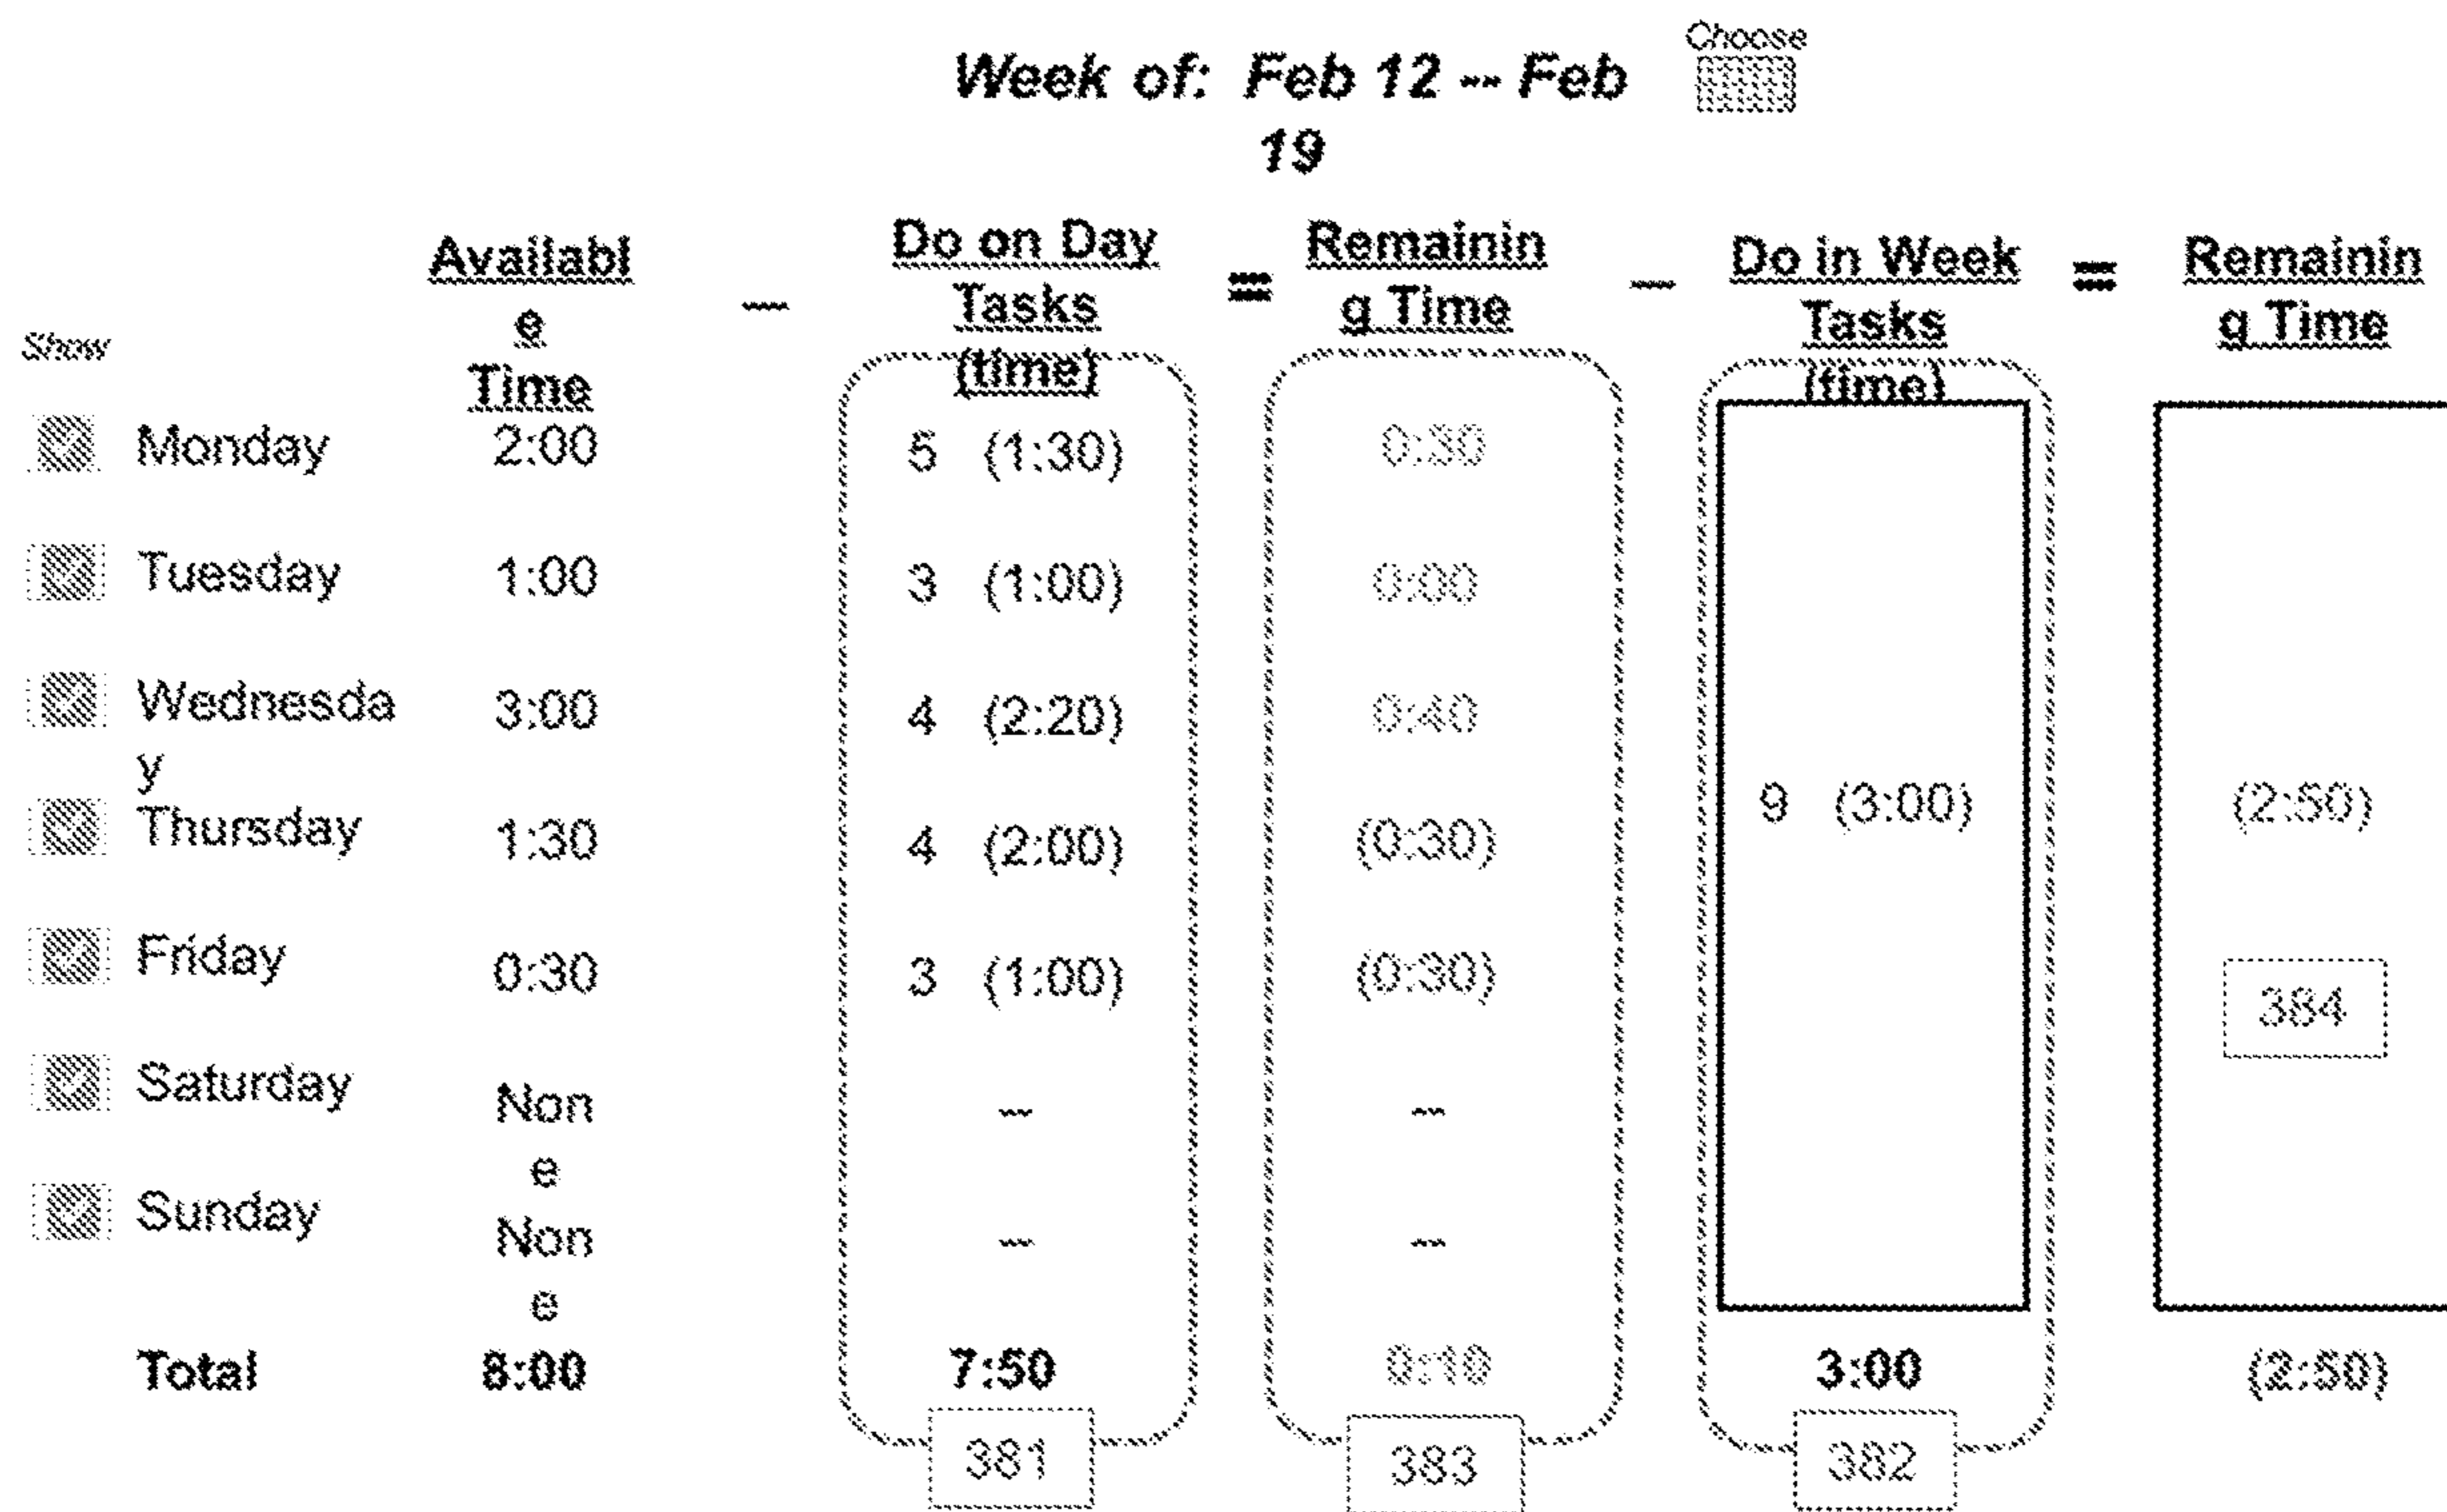 Choose
Week of: Feb 12 -- Feb
19
Availabl
e
Time
–
Do on Day
Tasks
(time)
=
Remainin
g Time
–
Do in Week
Tasks
(time)
=
Remainin
g Time
Show
Monday 2:00 5 (1:30) 0:30
Tuesday 1:00 3 (1:00) 0:00
Wednesda
y 3:00 4 (2:20) 0:40
9 (3:00) (2:50)
Thursday 1:30 4 (2:00) (0:30)
Friday 0:30 3 (1:00) (0:30)
384
Saturday Non
e – –
Sunday Non
e – –
Total 8:00 7:50 0:10 3:00 (2:50)
381 383 382